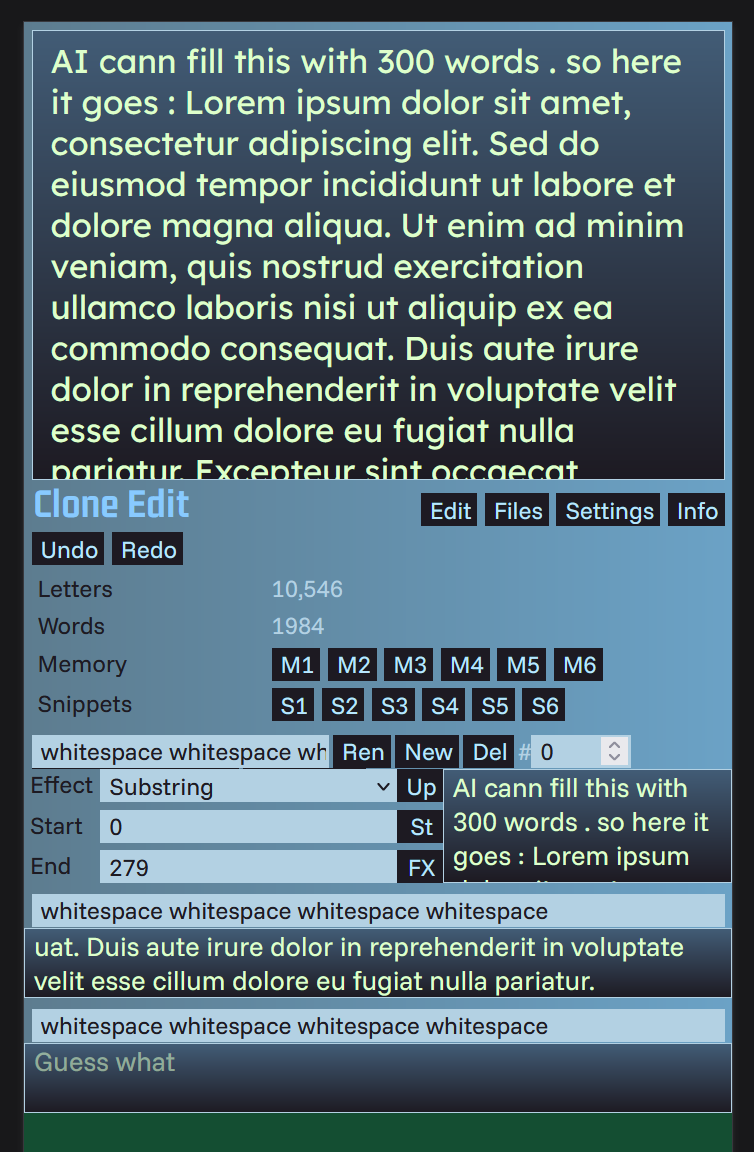 AI cann fill this with 300 words . so here
it goes : Lorem ipsum dolor sit amet,
consectetur adipiscing elit. Sed do
eiusmod tempor incididunt ut labore et
dolore magna aliqua. Ut enim ad minim
veniam, quis nostrud exercitation
ullamco laboris nisi ut aliquip ex ea
commodo consequat. Duis aute irure
dolor in reprehenderit in voluptate velit
esse cillum dolore eu fugiat nulla
pariatur. Excepteur sint occaecat
Clone Edit
Edit Files Settings Info
Undo Redo
Letters 10,546
Words 1984
Memory M1 M2 M3 M4 M5 M6
Snippets S1 S2 S3 S4 S5 S6
whitespace whitespace wh Ren New Del # 0
Effect Substring Up
Start 0 St
End 279 FX
AI cann fill this with
300 words . so here it
goes : Lorem ipsum
whitespace whitespace whitespace whitespace
uat. Duis aute irure dolor in reprehenderit in voluptate
velit esse cillum dolore eu fugiat nulla pariatur.
whitespace whitespace whitespace whitespace
Guess what